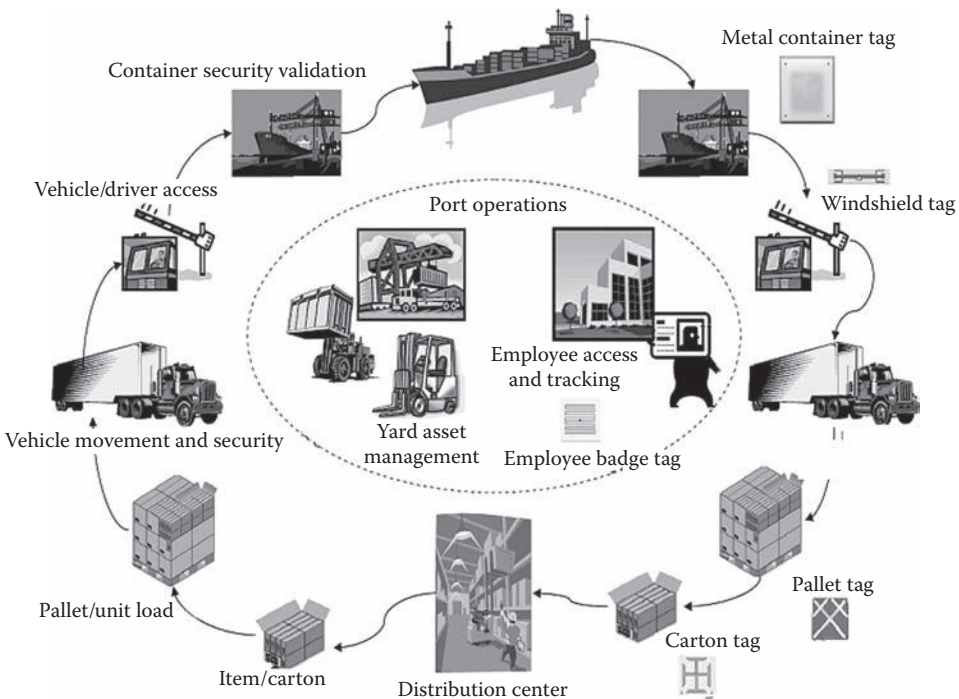 Metal container tag
Container security validation
Vehicle/driver access
Windshield tag
Port operations
Employee access
and tracking
Yard asset
management
Employee badge tag
Vehicle movement and security
Pallet/unit load
Pallet tag
Carton tag
Item/carton
Distribution center